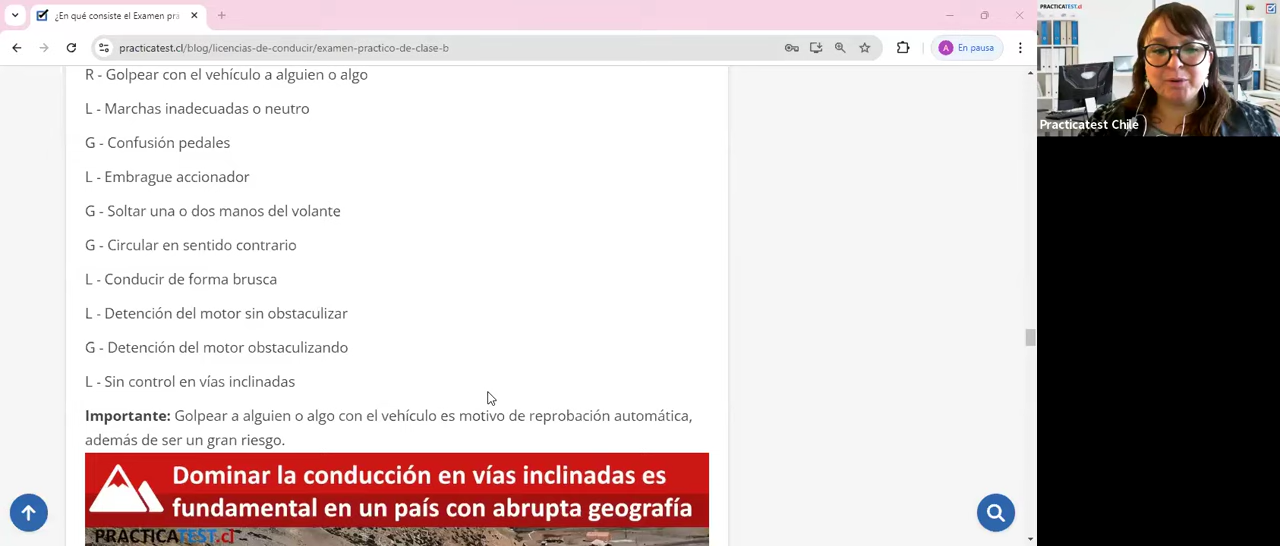 ¿En qué consiste el Examen pra
practicatest.cl/blog/licencias-de-conducir/examen-practico-de-clase-b
A
En pausa
PRACTICATEST.cl
Practicatest Chile
R - Golpear con el vehículo a alguien o algo
L - Marchas inadecuadas o neutro
G - Confusión pedales
L - Embrague accionador
G - Soltar una o dos manos del volante
G - Circular en sentido contrario
L - Conducir de forma brusca
L - Detención del motor sin obstaculizar
G - Detención del motor obstaculizando
L - Sin control en vías inclinadas
Importante: Golpear a alguien o algo con el vehículo es motivo de reprobación automática,
además de ser un gran riesgo.
Dominar la conducción en vías inclinadas es
fundamental en un país con abrupta geografía
PRACTICATEST.cl